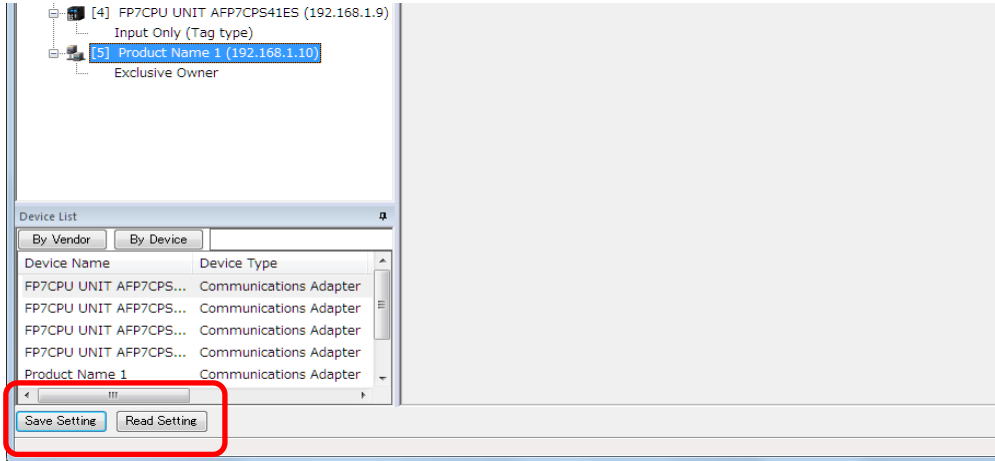 [4] FP7CPU UNIT AFP7CPS41ES (192.168.1.9)
Input Only (Tag type)
[5] Product Name 1 (192.168.1.10)
Exclusive Owner
Device List
By Vendor By Device
Device Name Device Type
FP7CPU UNIT AFP7CPS... Communications Adapter
FP7CPU UNIT AFP7CPS... Communications Adapter
FP7CPU UNIT AFP7CPS... Communications Adapter
FP7CPU UNIT AFP7CPS... Communications Adapter
Product Name 1 Communications Adapter
Save Setting Read Setting